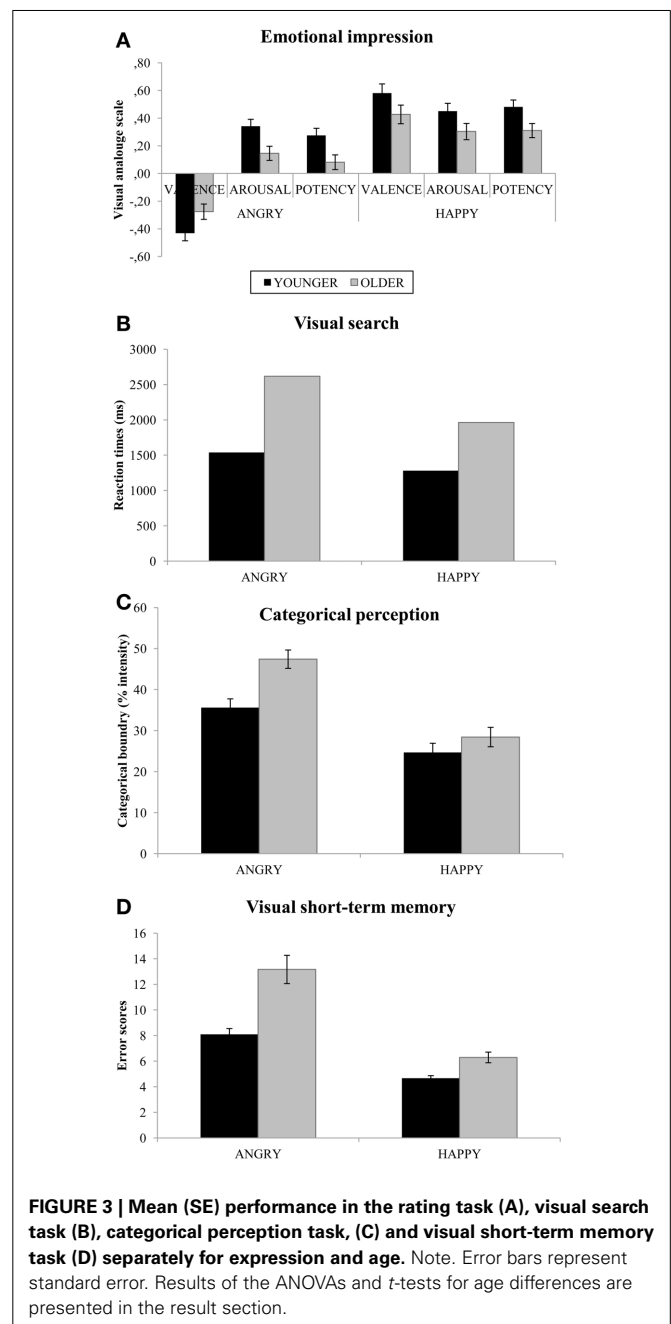 A
Emotional impression
Visual analouge scale
,80
,60
,40
,20
,00
-,20
-,40
-,60
VALENCE AROUSAL POTENCY VALENCE AROUSAL POTENCY
ANGRY HAPPY
YOUNGER OLDER
B
Visual search
Reaction times (ms)
3000
2500
2000
1500
1000
500
0
ANGRY HAPPY
C
Categorical perception
Categorical boundry (% intensity)
60
50
40
30
20
10
0
ANGRY HAPPY
D
Visual short-term memory
Error scores
16
14
12
10
8
6
4
2
0
ANGRY HAPPY
FIGURE 3 | Mean (SE) performance in the rating task (A), visual search
task (B), categorical perception task, (C) and visual short-term memory
task (D) separately for expression and age. Note. Error bars represent
standard error. Results of the ANOVAs and t-tests for age differences are
presented in the result section.